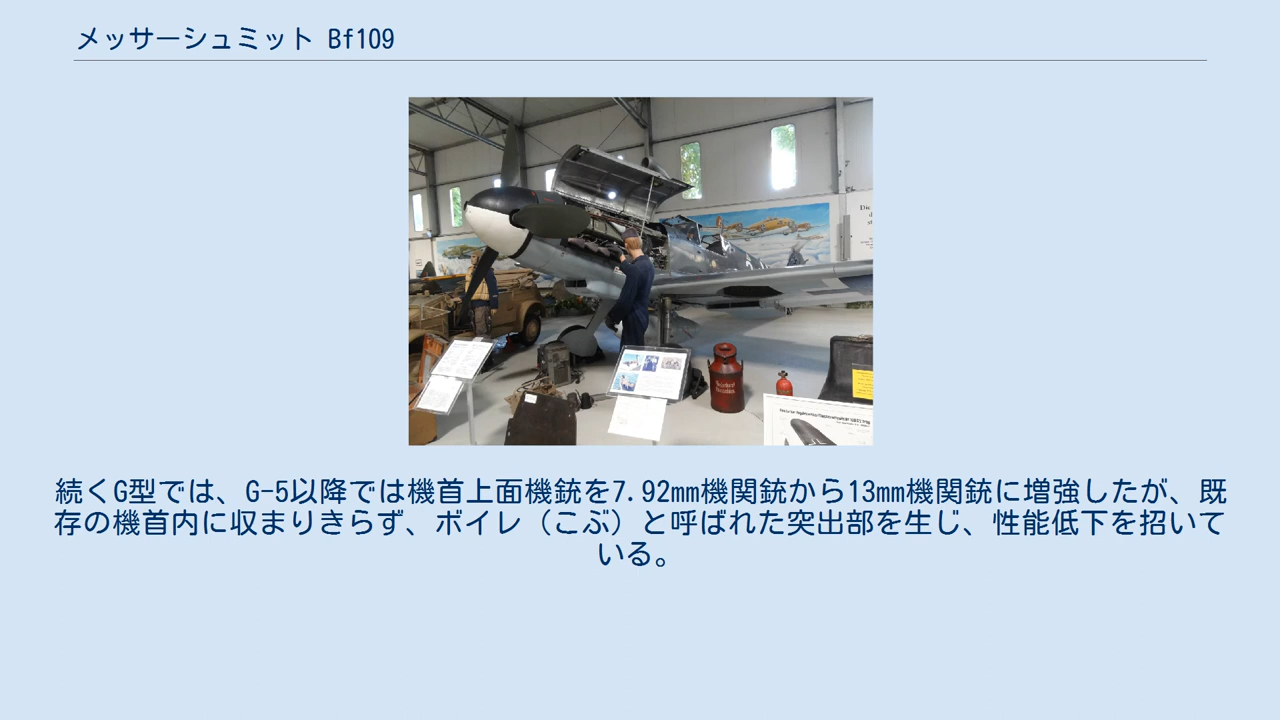 メッサーシュミット Bf109
続くG型では、G-5以降では機首上面機銃を7.92mm機関銃から13mm機関銃に増強したが、既
存の機首内に収まりきらず、ボイレ（こぶ）と呼ばれた突出部を生じ、性能低下を招いて
いる。